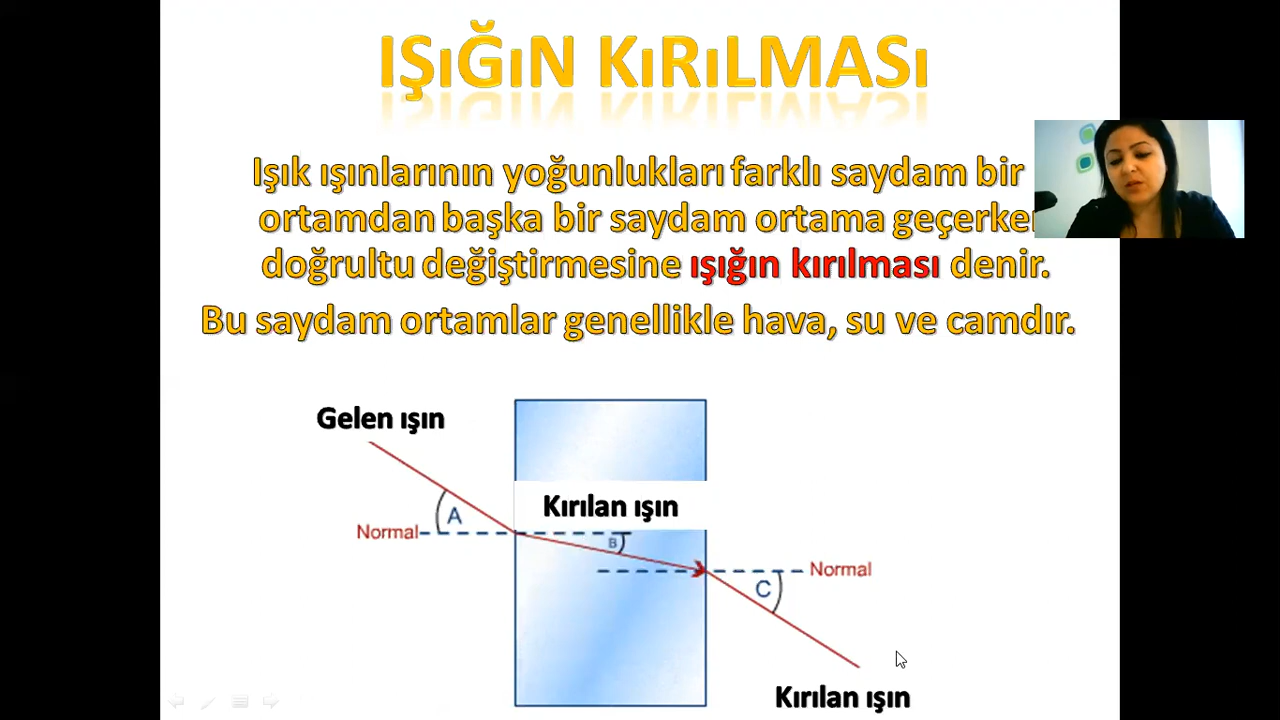 IŞıĞıN KıRıLMASı
Işık ışınlarının yoğunlukları farklı saydam bir
ortamdan başka bir saydam ortama
doğrultu değiştirmesine ışığın kırılması denir.
Bu saydam ortamlar genellikle hava, su ve camdır.
Gelen ışın
Kırılan ışın
A
Normal
B
Normal
C
Kırılan ışın